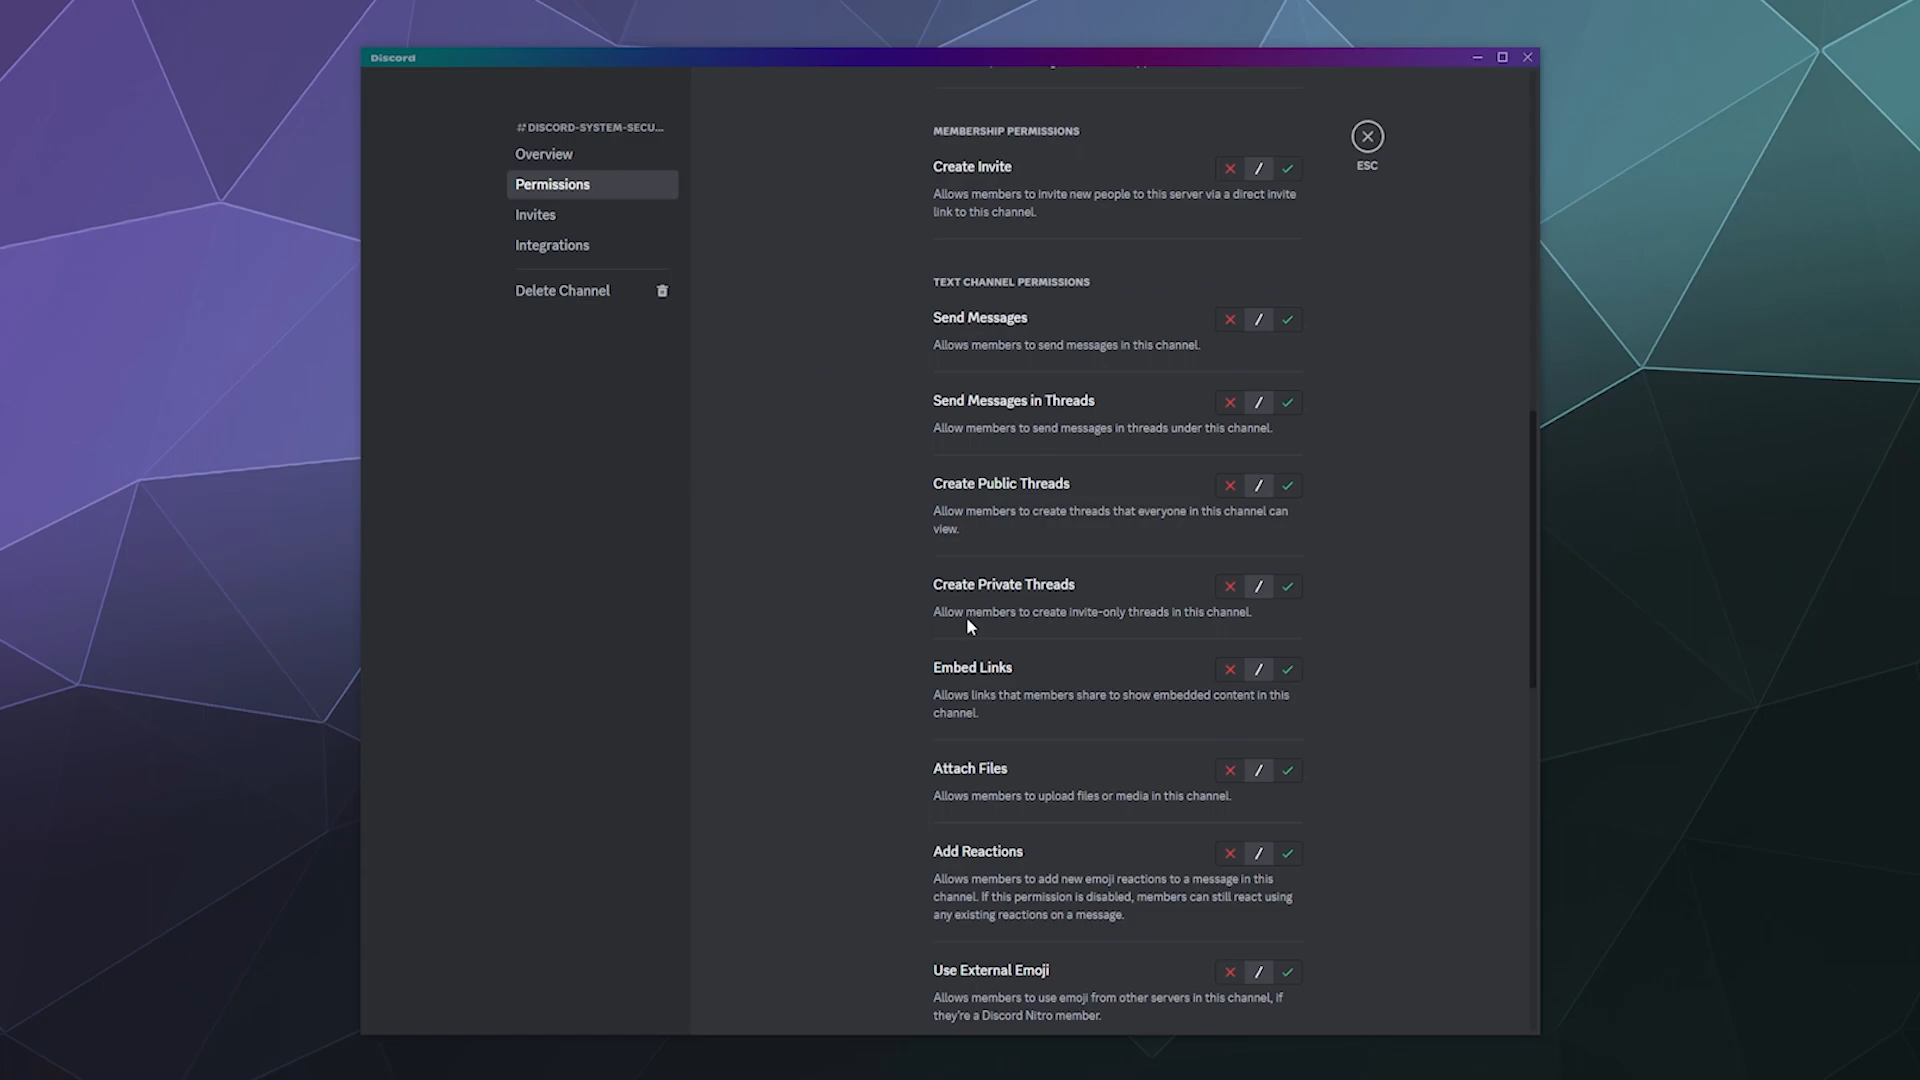 Discord
#DISCORD-SYSTEM-SECU...
Overview
Permissions
Invites
Integrations
Delete Channel
MEMBERSHIP PERMISSIONS
Create Invite
Allows members to invite new people to this server via a direct invite
link to this channel.
ESC
TEXT CHANNEL PERMISSIONS
Send Messages
Allows members to send messages in this channel.
Send Messages in Threads
Allow members to send messages in threads under this channel.
Create Public Threads
Allow members to create threads that everyone in this channel can
view.
Create Private Threads
Allow members to create invite-only threads in this channel.
Embed Links
Allows links that members share to show embedded content in this
channel.
Attach Files
Allows members to upload files or media in this channel.
Add Reactions
Allows members to add new emoji reactions to a message in this
channel. If this permission is disabled, members can still react using
any existing reactions on a message.
Use External Emoji
Allows members to use emoji from other servers in this channel, if
they're a Discord Nitro member.